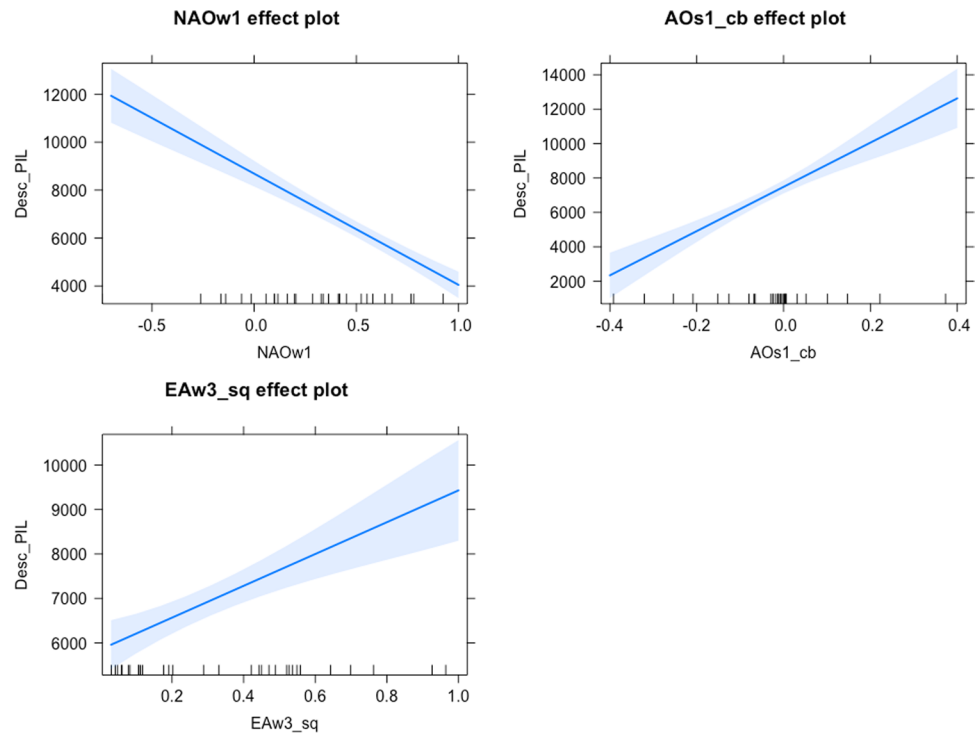 NAOw1 effect plot
12000
10000
8000
6000
4000
Desc_PIL
-0.5 0.0 0.5 1.0
NAOw1
AOs1_cb effect plot
14000
12000
10000
8000
6000
4000
2000
Desc_PIL
-0.4 -0.2 0.0 0.2 0.4
AOs1_cb
EAw3_sq effect plot
10000
9000
8000
7000
6000
Desc_PIL
0.2 0.4 0.6 0.8 1.0
EAw3_sq